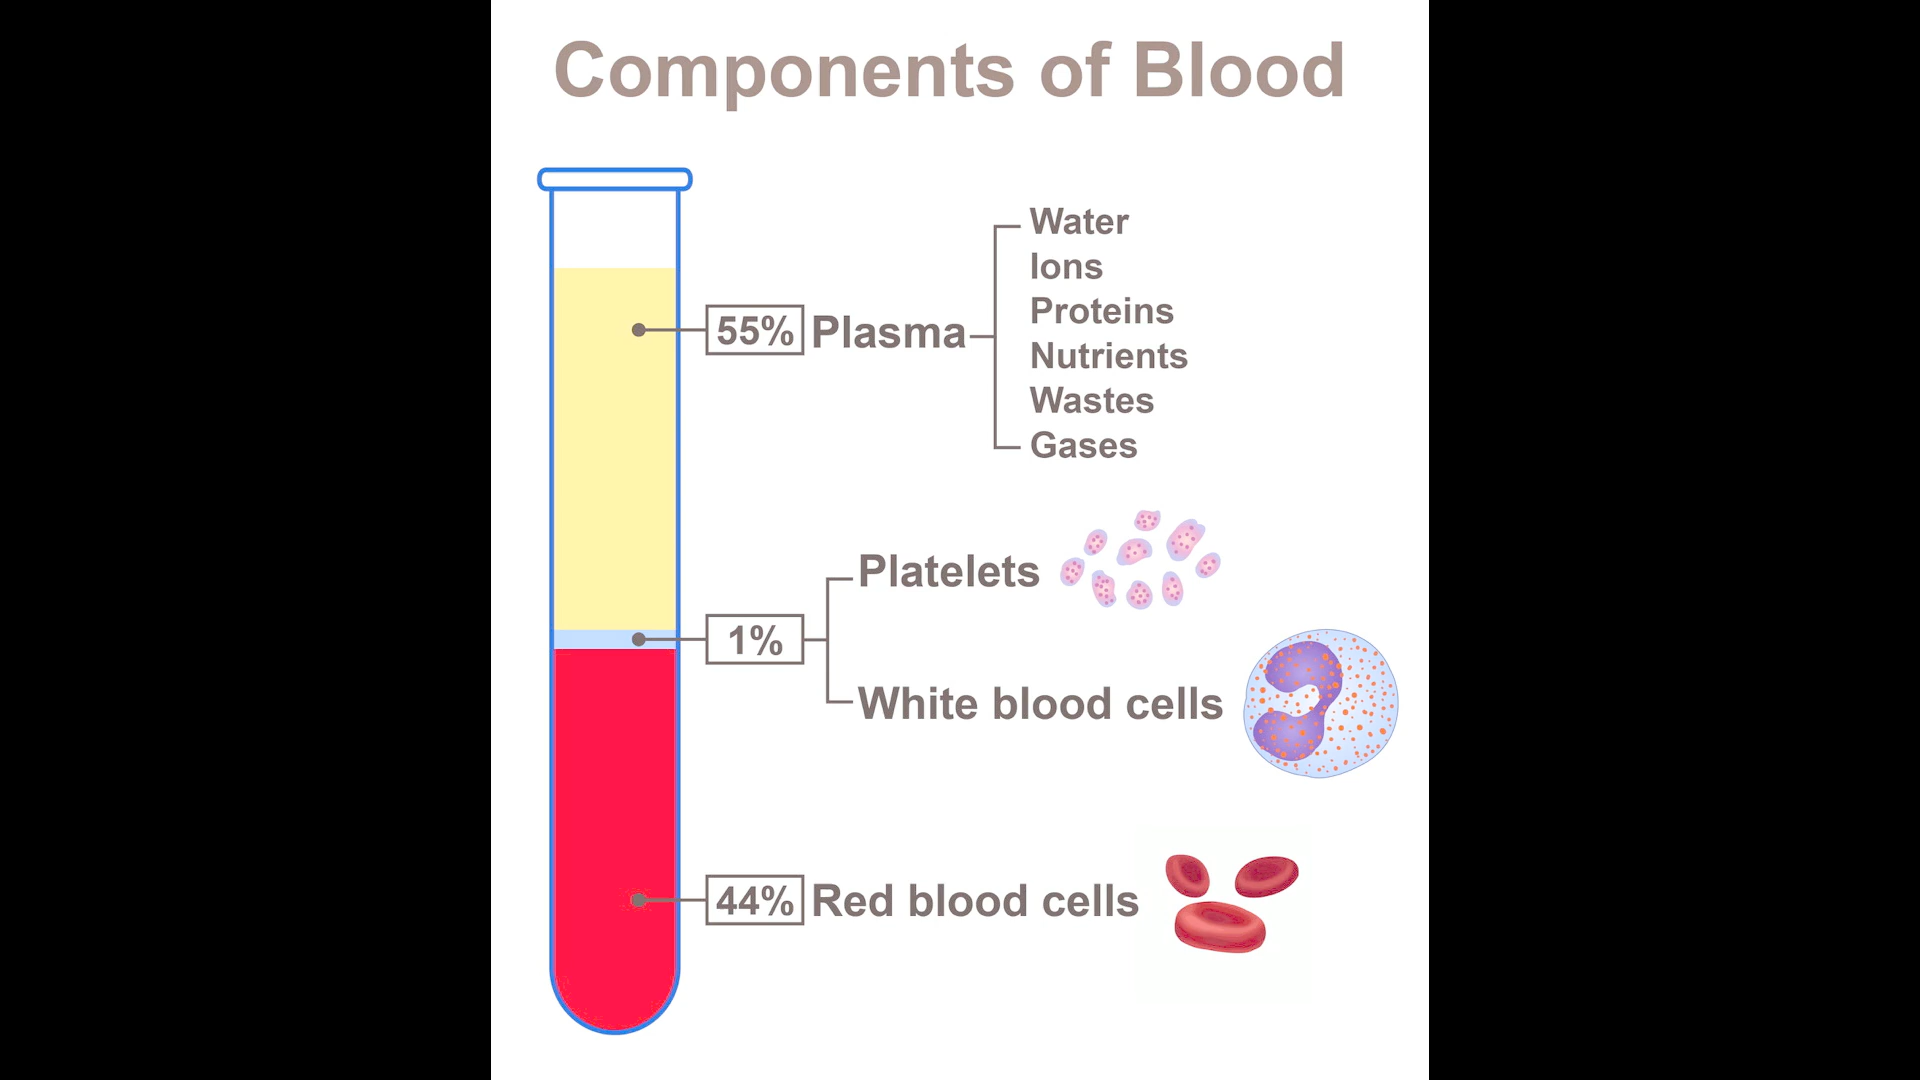 Components of Blood
Water
Ions
Proteins
55% Plasma
Nutrients
Wastes
Gases
Platelets
1%
White blood cells
44% Red blood cells